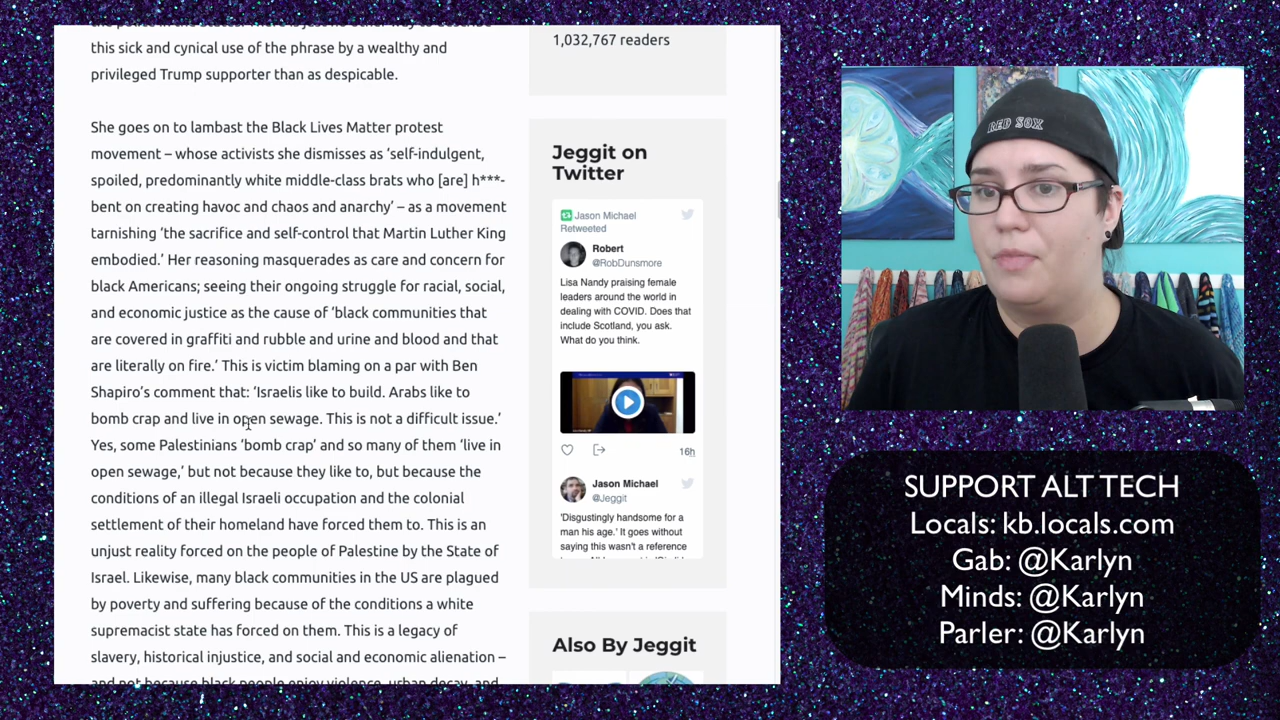 this sick and cynical use of the phrase by a wealthy and
privileged Trump supporter than as despicable.
She goes on to lambast the Black Lives Matter protest
movement – whose activists she dismisses as ‘self-indulgent,
spoiled, predominantly white middle-class brats who [are] h***-
bent on creating havoc and chaos and anarchy’ – as a movement
tarnishing ‘the sacrifice and self-control that Martin Luther King
embodied.’ Her reasoning masquerades as care and concern for
black Americans; seeing their ongoing struggle for racial, social,
and economic justice as the cause of ‘black communities that
are covered in graffiti and rubble and urine and blood and that
are literally on fire.’ This is victim blaming on a par with Ben
Shapiro’s comment that: ‘Israelis like to build. Arabs like to
bomb crap and live in open sewage. This is not a difficult issue.’
Yes, some Palestinians ‘bomb crap’ and so many of them ‘live in
open sewage,’ but not because they like to, but because the
conditions of an illegal Israeli occupation and the colonial
settlement of their homeland have forced them to. This is an
unjust reality forced on the people of Palestine by the State of
Israel. Likewise, many black communities in the US are plagued
by poverty and suffering because of the conditions a white
supremacist state has forced on them. This is a legacy of
slavery, historical injustice, and social and economic alienation –
and not because black people enjoy violence, urban decay, and
1,032,767 readers
Jeggit on
Twitter
Jason Michael
Retweeted
Robert
@RobDunsmore
Lisa Nandy praising female
leaders around the world in
dealing with COVID. Does that
include Scotland, you ask.
What do you think.
16h
Jason Michael
@Jeggit
'Disgustingly handsome for a
man his age.' It goes without
saying this wasn't a reference
Also By Jeggit
RED SOX
SUPPORT ALT TECH
Locals: kb.locals.com
Gab: @Karlyn
Minds: @Karlyn
Parler: @Karlyn